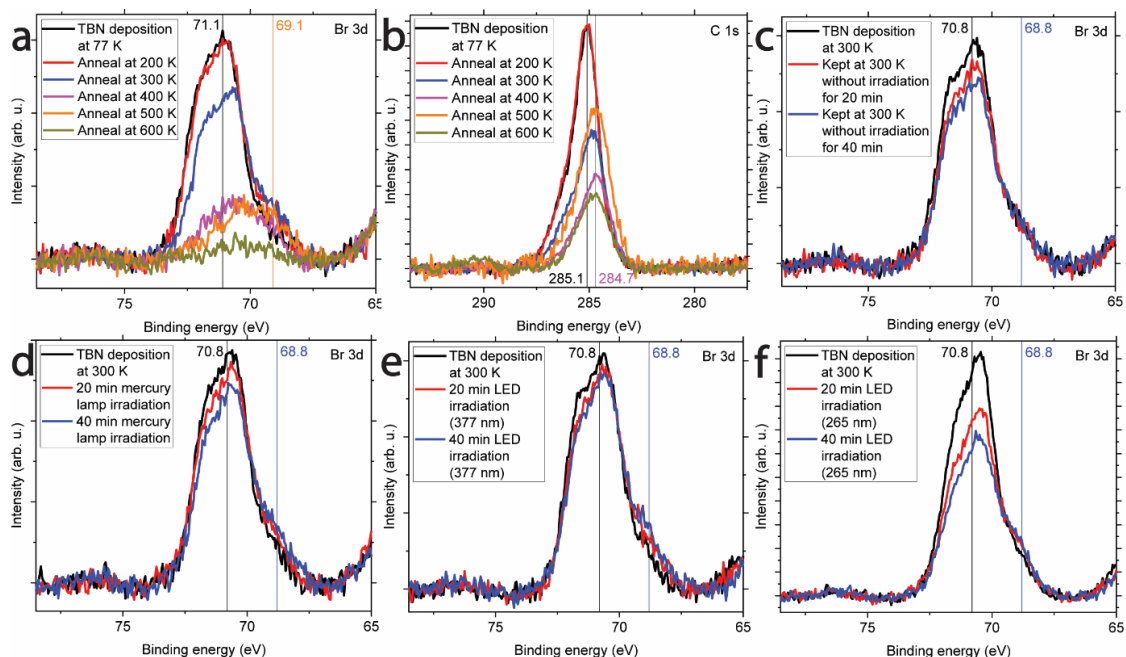 a
71.1
69.1
Br 3d
TBN deposition
at 77 K
Anneal at 200 K
Anneal at 300 K
Anneal at 400 K
Anneal at 500 K
Anneal at 600 K
Intensity (arb. u.)
75
70
65
Binding energy (eV)
b
C 1s
TBN deposition
at 77 K
Anneal at 200 K
Anneal at 300 K
Anneal at 400 K
Anneal at 500 K
Anneal at 600 K
285.1
284.7
Intensity (arb. u.)
290
285
280
Binding energy (eV)
c
70.8
68.8
Br 3d
TBN deposition
at 300 K
Kept at 300 K
without irradiation
for 20 min
Kept at 300 K
without irradiation
for 40 min
Intensity (arb. u.)
75
70
65
Binding energy (eV)
d
70.8
68.8
Br 3d
TBN deposition
at 300 K
20 min mercury
lamp irradiation
40 min mercury
lamp irradiation
Intensity (arb. u.)
75
70
65
Binding energy (eV)
e
70.8
68.8
Br 3d
TBN deposition
at 300 K
20 min LED
irradiation
(377 nm)
40 min LED
irradiation
(377 nm)
Intensity (arb. u.)
75
70
65
Binding energy (eV)
f
70.8
68.8
Br 3d
TBN deposition
at 300 K
20 min LED
irradiation
(265 nm)
40 min LED
irradiation
(265 nm)
Intensity (arb. u.)
75
70
65
Binding energy (eV)